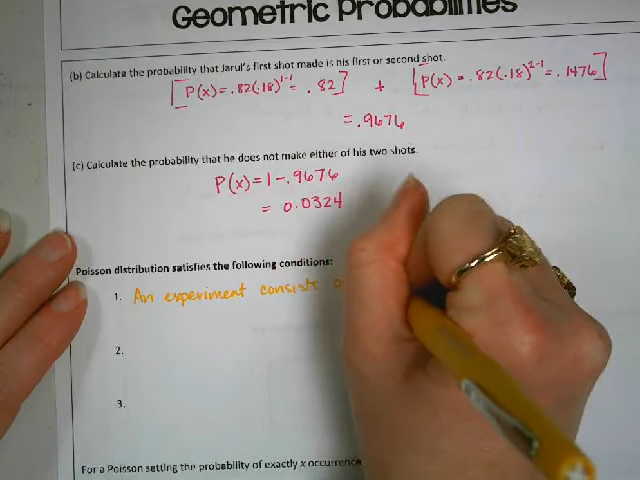 Geometric Probabilities
(b) Calculate the probability that Jarul's first shot made is his first or second shot.
[P(x) = .82(.18)¹⁻¹ = .82] + [P(x) = .82(.18)²⁻¹ = .1476]
= .9676
(c) Calculate the probability that he does not make either of his two shots.
P(x) = 1 - .9676
= 0.0324
Poisson distribution satisfies the following conditions:
1. An experiment consists
2.
3.
For a Poisson setting the probability of exactly x occurrence